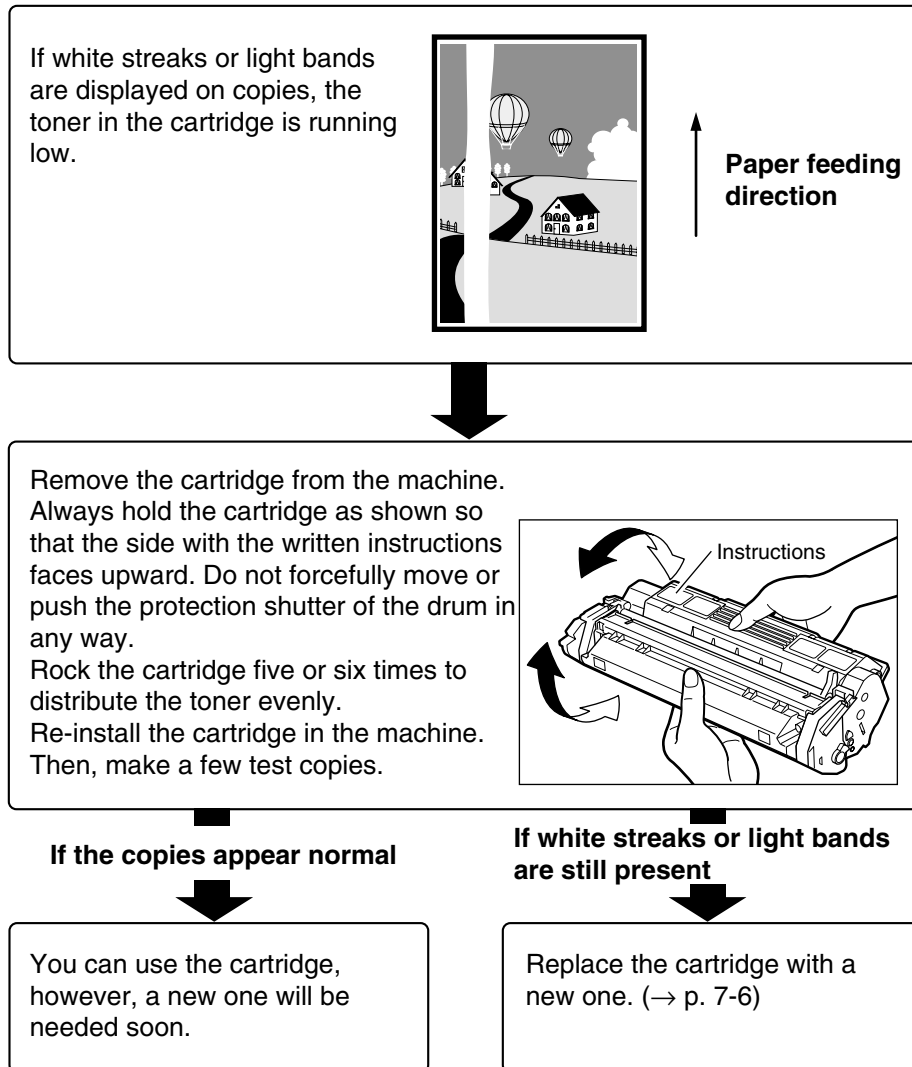 If white streaks or light bands
are displayed on copies, the
toner in the cartridge is running
low.
Paper feeding
direction
Remove the cartridge from the machine.
Always hold the cartridge as shown so
that the side with the written instructions
faces upward. Do not forcefully move or
push the protection shutter of the drum in
any way.
Rock the cartridge five or six times to
distribute the toner evenly.
Re-install the cartridge in the machine.
Then, make a few test copies.
Instructions
If the copies appear normal
You can use the cartridge,
however, a new one will be
needed soon.
If white streaks or light bands
are still present
Replace the cartridge with a
new one. (→ p. 7-6)